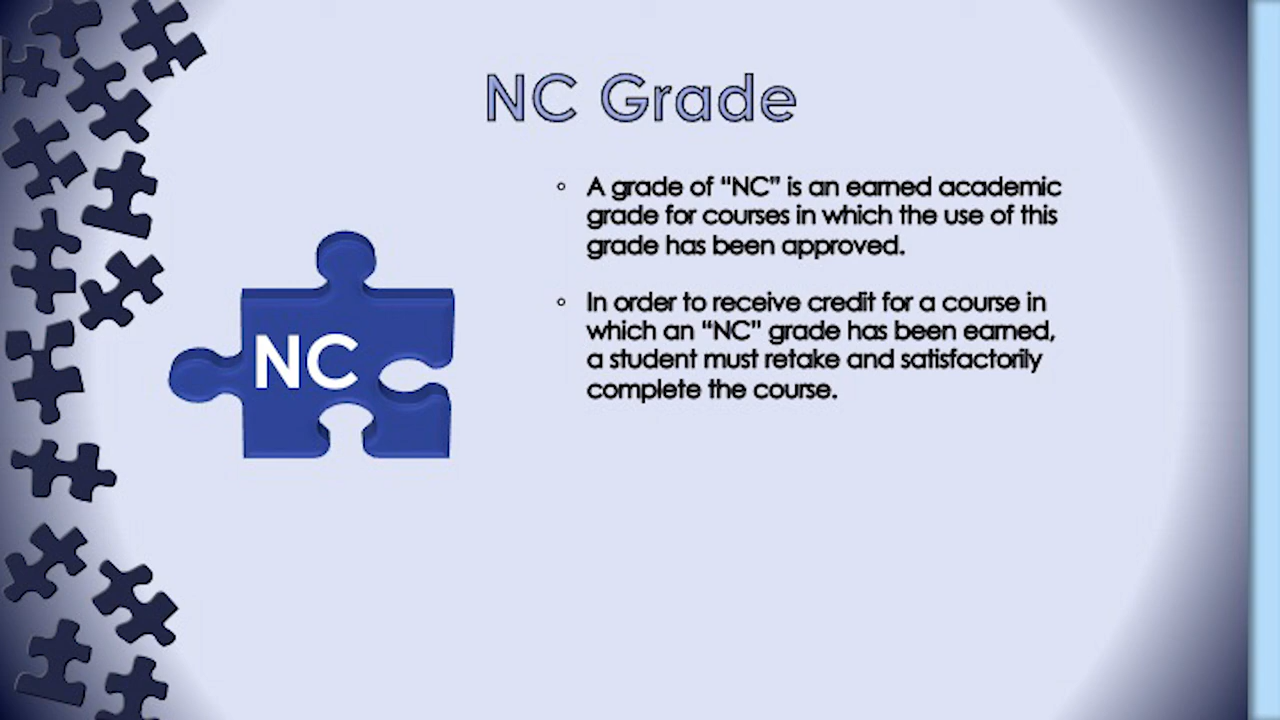 NC Grade
A grade of “NC” is an earned academic
grade for courses in which the use of this
grade has been approved.
NC
In order to receive credit for a course in
which an “NC” grade has been earned,
a student must retake and satisfactorily
complete the course.